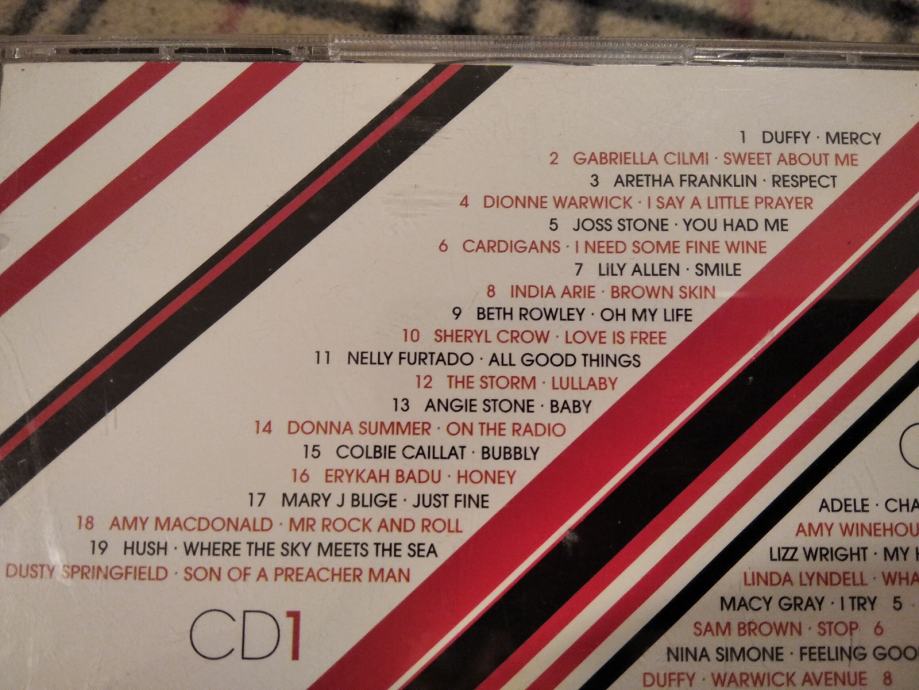 1 DUFFY · MERCY
2 GABRIELLA CILMI · SWEET ABOUT ME
3 ARETHA FRANKLIN · RESPECT
4 DIONNE WARWICK · I SAY A LITTLE PRAYER
5 JOSS STONE · YOU HAD ME
6 CARDIGANS · I NEED SOME FINE WINE
7 LILY ALLEN · SMILE
8 INDIA ARIE · BROWN SKIN
9 BETH ROWLEY · OH MY LIFE
10 SHERYL CROW · LOVE IS FREE
11 NELLY FURTADO · ALL GOOD THINGS
12 THE STORM · LULLABY
13 ANGIE STONE · BABY
14 DONNA SUMMER · ON THE RADIO
15 COLBIE CAILLAT · BUBBLY
16 ERYKAH BADU · HONEY
17 MARY J BLIGE · JUST FINE
18 AMY MACDONALD · MR ROCK AND ROLL
19 HUSH · WHERE THE SKY MEETS THE SEA
DUSTY SPRINGFIELD · SON OF A PREACHER MAN
CD1
ADELE ·
AMY
LIZZ WRIGHT · MY
LINDA LYNDELL ·
MACY GRAY · I TRY 5
SAM BROWN · STOP 6
NINA SIMONE · FEELING
DUFFY · WARWICK AVENUE 8